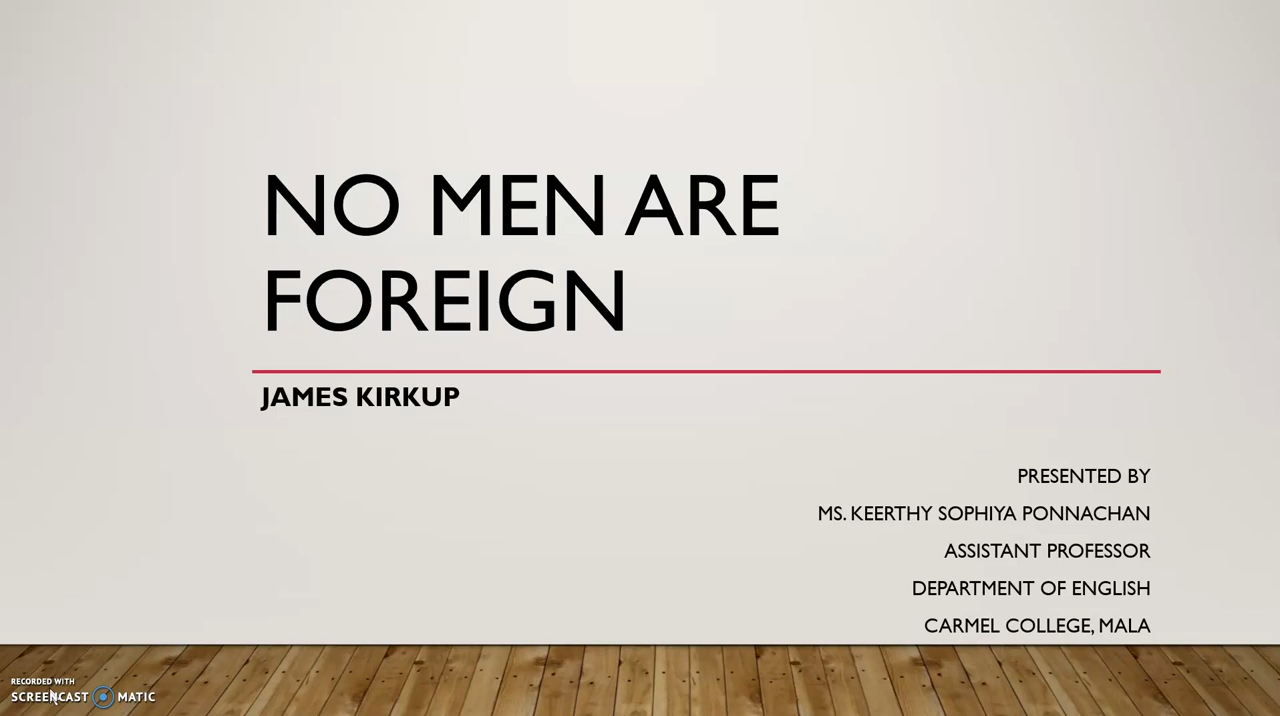 NO MEN ARE
FOREIGN
JAMES KIRKUP
PRESENTED BY
MS. KEERTHY SOPHIYA PONNACHAN
ASSISTANT PROFESSOR
DEPARTMENT OF ENGLISH
CARMEL COLLEGE, MALA
RECORDED WITH
SCREENCAST MATIC